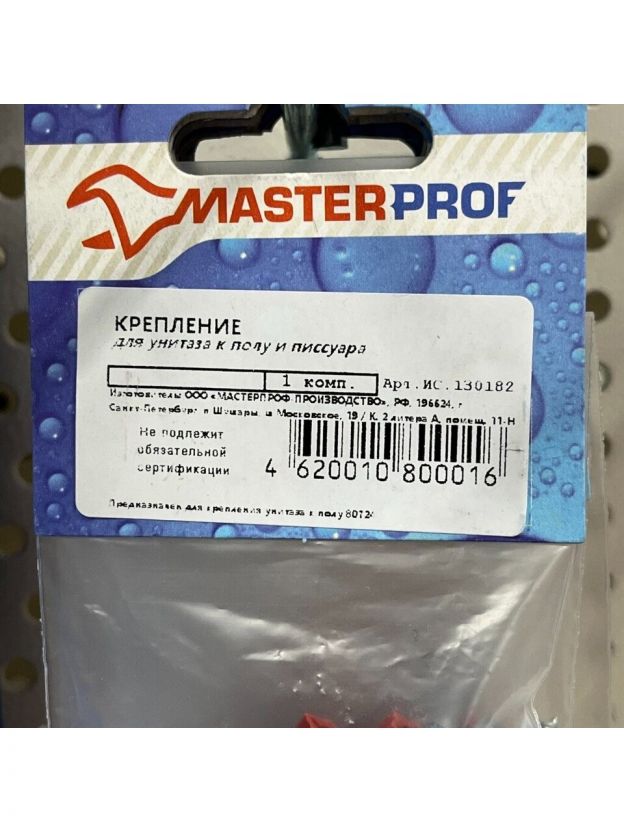 MASTERPROF
КРЕПЛЕНИЕ
для унитаза к полу и писсуара
1 комп. Арт.ИС.130182
Изготовитель: ООО «МАСТЕРПРОФ ПРОИЗВОДСТВО», РФ, 196624, г.
Санкт-Петербург, п Шушары, ш Московское, 19 / К. 2 литера А, помещ. 11-Н
Не подлежит
обязательной
сертификации
4 620010 800016
Предназначен для крепления унитаза к полу 80724